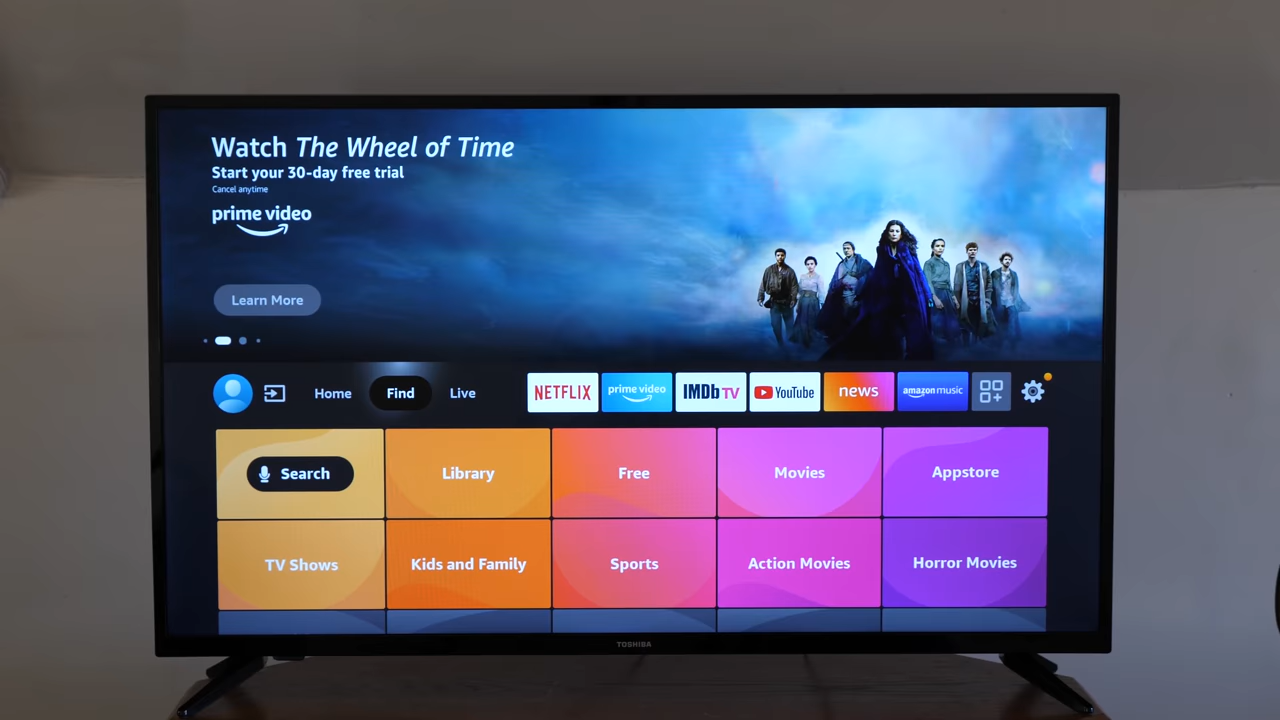 Watch The Wheel of Time
Start your 30-day free trial
Cancel anytime
prime video
Learn More
Home Find Live NETFLIX prime video IMDb TV YouTube news amazon music
Search Library Free Movies Appstore
TV Shows Kids and Family Sports Action Movies Horror Movies
TOSHIBA